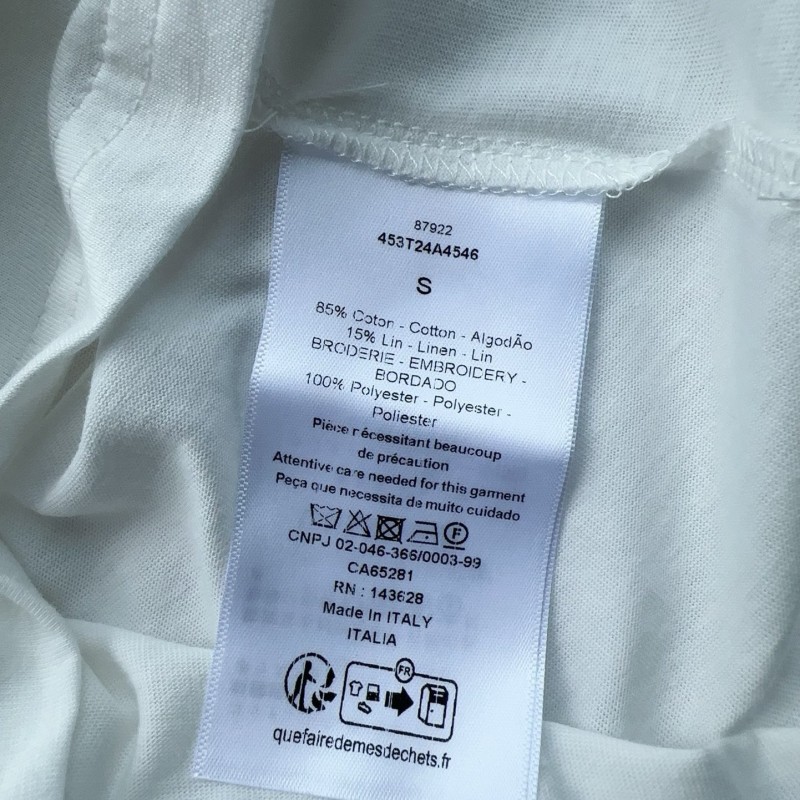 87922
453T24A4546
S
85% Coton - Cotton - AlgodÃo
15% Lin - Linen - Lin
BRODERIE - EMBROIDERY -
BORDADO
100% Polyester - Polyester -
Poliester
Pièce nécessitant beaucoup
de précaution
Attentive care needed for this garment
Peça que necessita de muito cuidado
CNPJ 02-046-366/0003-99
CA65281
RN : 143628
Made In ITALY
ITALIA
FR
quefairedemesdechets.fr